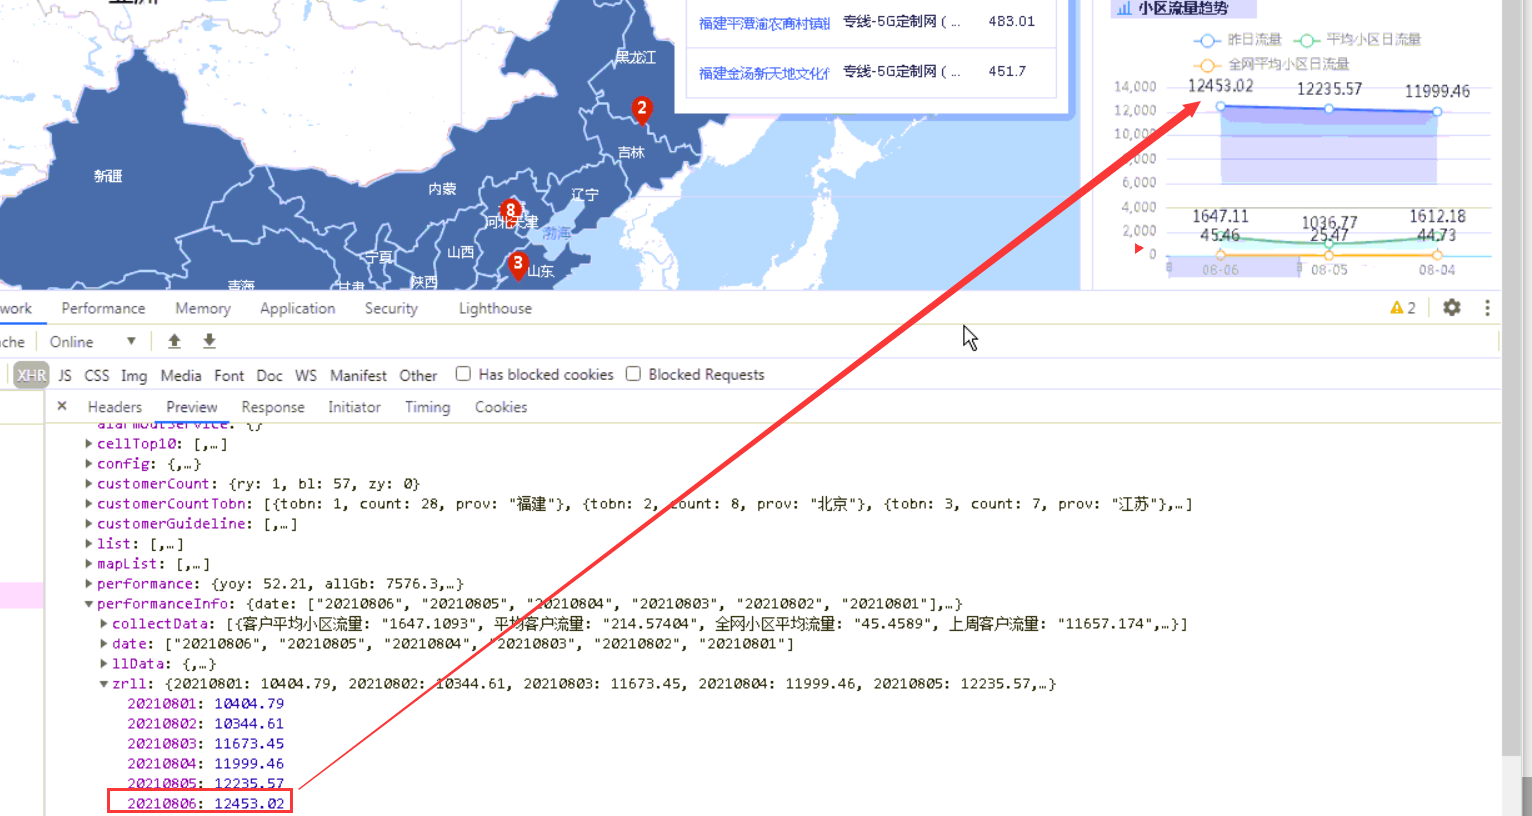 小区流量趋势
福建平潭渝农商村镇银 专线-5G定制网 ( ... 483.01
福建金汤新天地文化传 专线-5G定制网 ( ... 451.7
昨日流量 平均小区日流量
全网平均小区日流量
14,000
12,000
10,000
6,000
4,000
2,000
0
12453.02 12235.57 11999.46
1647.11 1036.77 1612.18
45.46 25.47 44.73
08-06 08-05 08-04
黑龙江
2
吉林
新疆
内蒙
辽宁
8
河北天津
渤海
宁夏
山西
3
山东
青海
甘肃
陕西
work Performance Memory Application Security Lighthouse 2
che Online
XHR JS CSS Img Media Font Doc WS Manifest Other Has blocked cookies Blocked Requests
× Headers Preview Response Initiator Timing Cookies
alarmOutService: {}
cellTop10: [,…]
config: {,…}
customerCount: {ry: 1, bl: 57, zy: 0}
customerCountTobn: [{tobn: 1, count: 28, prov: "福建"}, {tobn: 2, count: 8, prov: "北京"}, {tobn: 3, count: 7, prov: "江苏"},…]
customerGuideline: [,…]
list: [,…]
mapList: [,…]
performance: {yoy: 52.21, allGb: 7576.3,…}
performanceInfo: {date: ["20210806", "20210805", "20210804", "20210803", "20210802", "20210801"],…}
collectData: [{客户平均小区流量: "1647.1093", 平均客户流量: "214.57404", 全网小区平均流量: "45.4589", 上周客户流量: "11657.174",…}]
date: ["20210806", "20210805", "20210804", "20210803", "20210802", "20210801"]
llData: {,…}
zrll: {20210801: 10404.79, 20210802: 10344.61, 20210803: 11673.45, 20210804: 11999.46, 20210805: 12235.57,…}
20210801: 10404.79
20210802: 10344.61
20210803: 11673.45
20210804: 11999.46
20210805: 12235.57
20210806: 12453.02